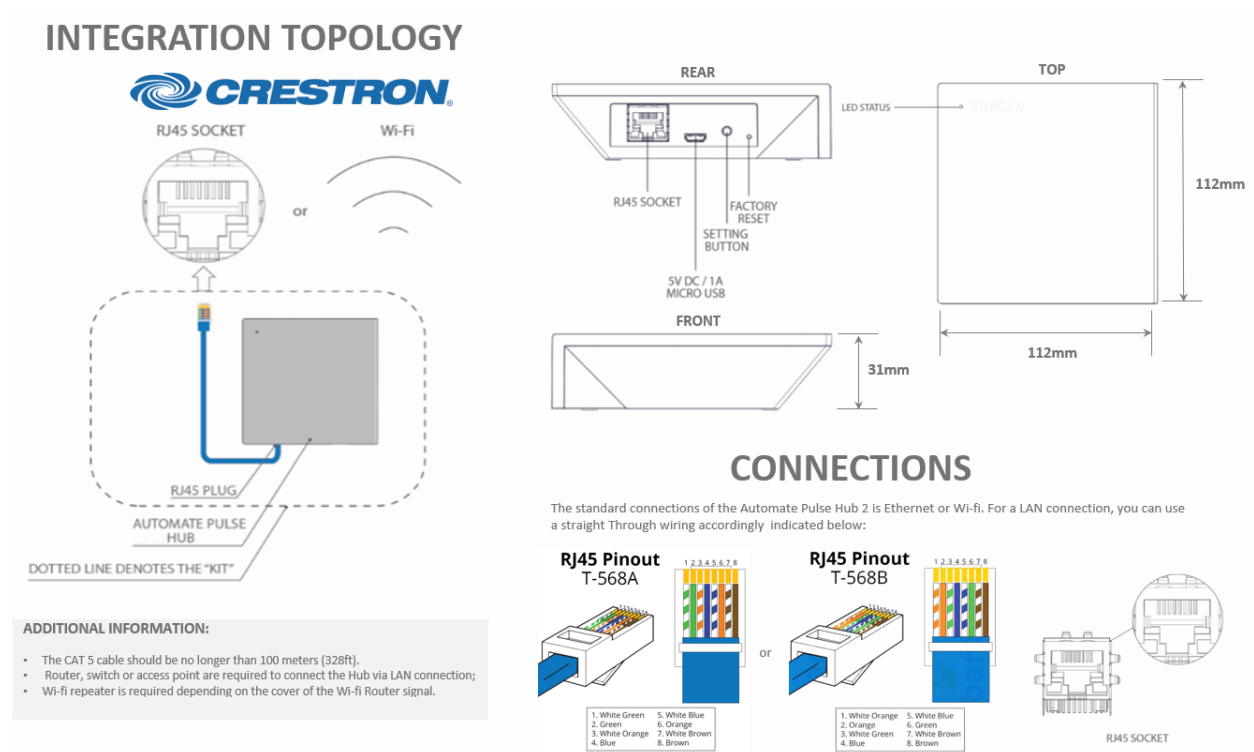 INTEGRATION TOPOLOGY
CRESTRON®
RJ45 SOCKET
Wi-Fi
or
RJ45 PLUG
AUTOMATE PULSE
HUB
DOTTED LINE DENOTES THE "KIT"
ADDITIONAL INFORMATION:
• The CAT 5 cable should be no longer than 100 meters (328ft).
• Router, switch or access point are required to connect the Hub via LAN connection;
• Wi-fi repeater is required depending on the cover of the Wi-fi Router signal.
REAR
RJ45 SOCKET
5V DC / 1A
MICRO USB
SETTING
BUTTON
FACTORY
RESET
TOP
LED STATUS
AUTOMATE
112mm
112mm
FRONT
31mm
CONNECTIONS
The standard connections of the Automate Pulse Hub 2 is Ethernet or Wi-fi. For a LAN connection, you can use
a straight Through wiring accordingly indicated below:
RJ45 Pinout
T-568A
1 2 3 4 5 6 7 8
1. White Green 5. White Blue
2. Green 6. Orange
3. White Orange 7. White Brown
4. Blue 8. Brown
or
RJ45 Pinout
T-568B
1 2 3 4 5 6 7 8
1. White Orange 5. White Blue
2. Orange 6. Green
3. White Green 7. White Brown
4. Blue 8. Brown
RJ45 SOCKET